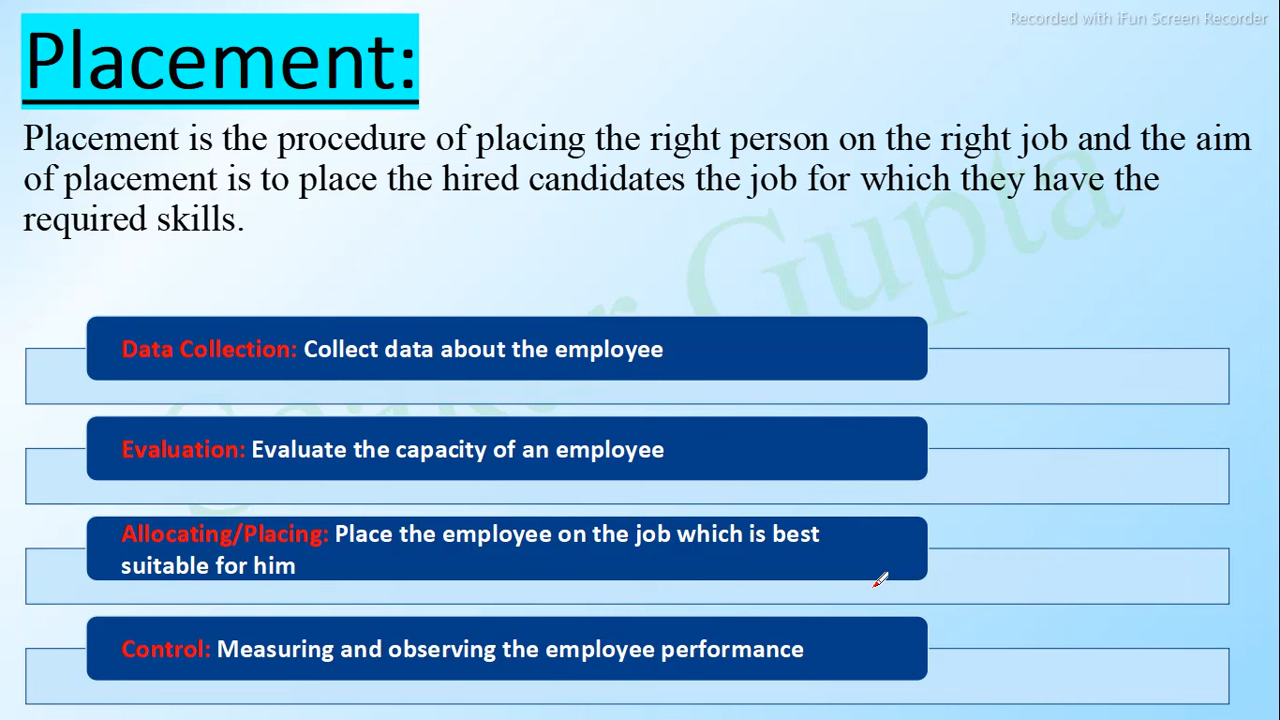 Recorded with iFun Screen Recorder
Placement:
Placement is the procedure of placing the right person on the right job and the aim
of placement is to place the hired candidates the job for which they have the
required skills.
Gupta
Data Collection: Collect data about the employee
Evaluation: Evaluate the capacity of an employee
Allocating/Placing: Place the employee on the job which is best
suitable for him
Control: Measuring and observing the employee performance